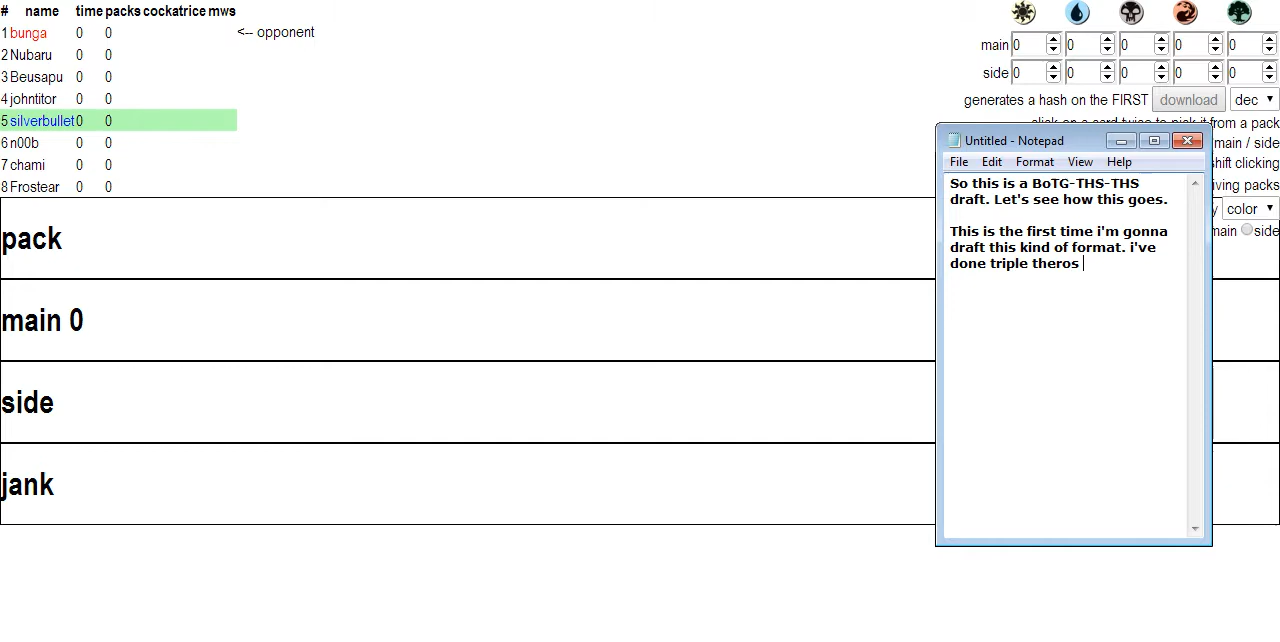 # name time packs cockatrice mws
1 bunga 0 0 <-- opponent
2 Nubaru 0 0
3 Beusapu 0 0
4 johntitor 0 0
5 silverbullet 0 0
6 n00b 0 0
7 chami 0 0
8 Frostear 0 0
main 0 0 0 0 0
side 0 0 0 0 0
generates a hash on the FIRST download dec
click on a card twice to pick it from a pack
main / side
shift clicking
iving packs
y color
main side
pack
main 0
side
jank
Untitled - Notepad
File Edit Format View Help
So this is a BoTG-THS-THS
draft. Let's see how this goes.
This is the first time i'm gonna
draft this kind of format. i've
done triple theros